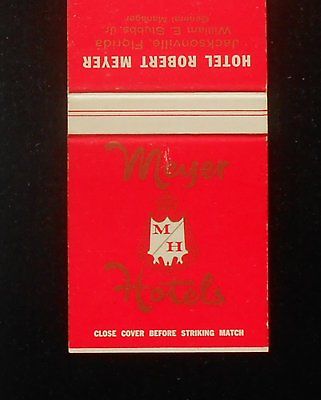 HOTEL ROBERT MEYER
Jacksonville, Florida
William E. Stubbs, Jr.
General Manager
Meyer
M
H
Hotels
CLOSE COVER BEFORE STRIKING MATCH